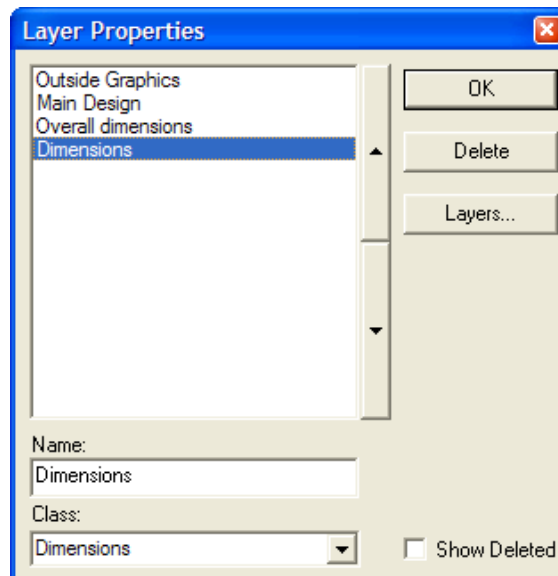 Layer Properties
Outside Graphics
Main Design
Overall dimensions
Dimensions
OK
Delete
Layers...
Name:
Dimensions
Class:
Dimensions
Show Deleted